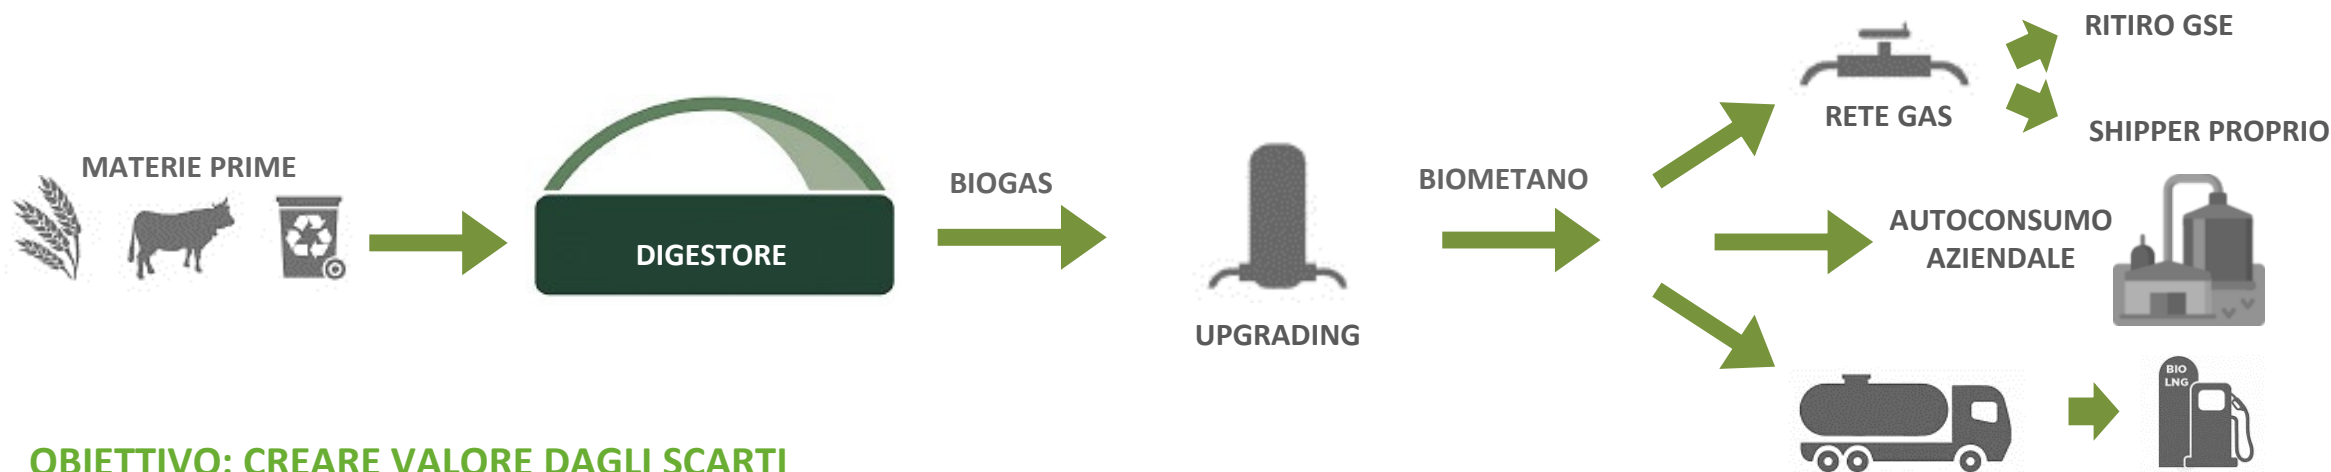 MATERIE PRIME
DIGESTORE
BIOGAS
UPGRADING
BIOMETANO
RETE GAS
RITIRO GSE
SHIPPER PROPRIO
AUTOCONSUMO
AZIENDALE
BIO
LNG
OBIETTIVO: CREARE VALORE DAGLI SCARTI